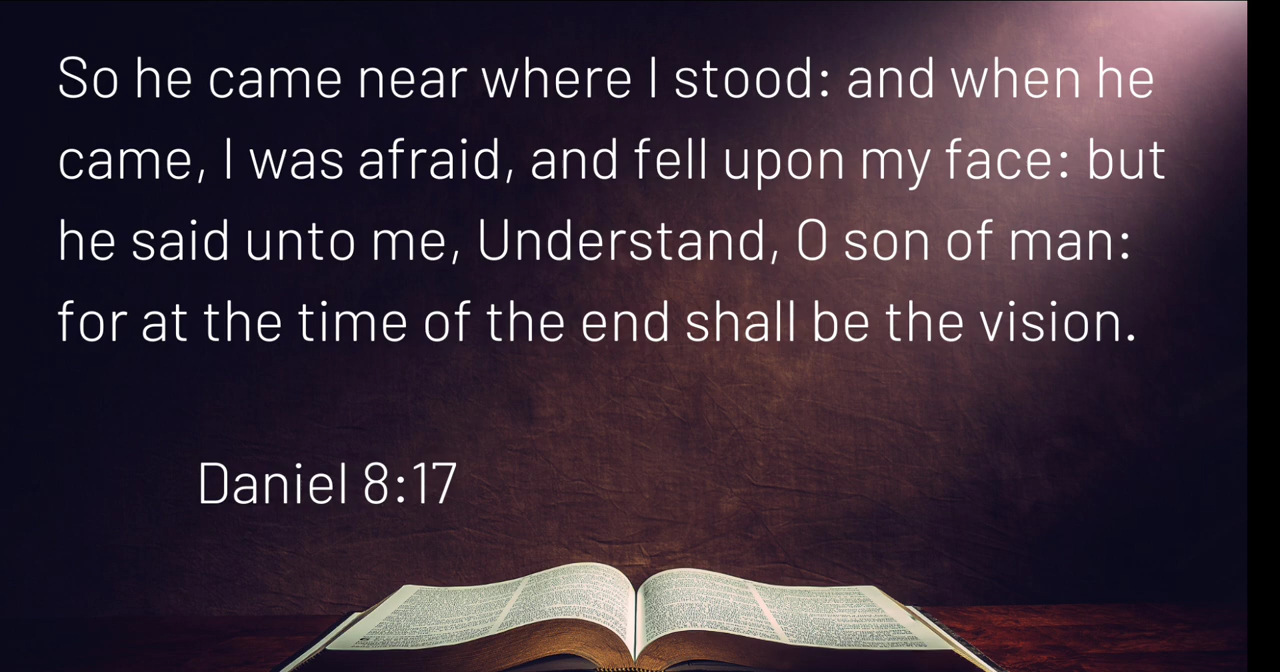 So he came near where I stood: and when he
came, I was afraid, and fell upon my face: but
he said unto me, Understand, O son of man:
for at the time of the end shall be the vision.
Daniel 8:17